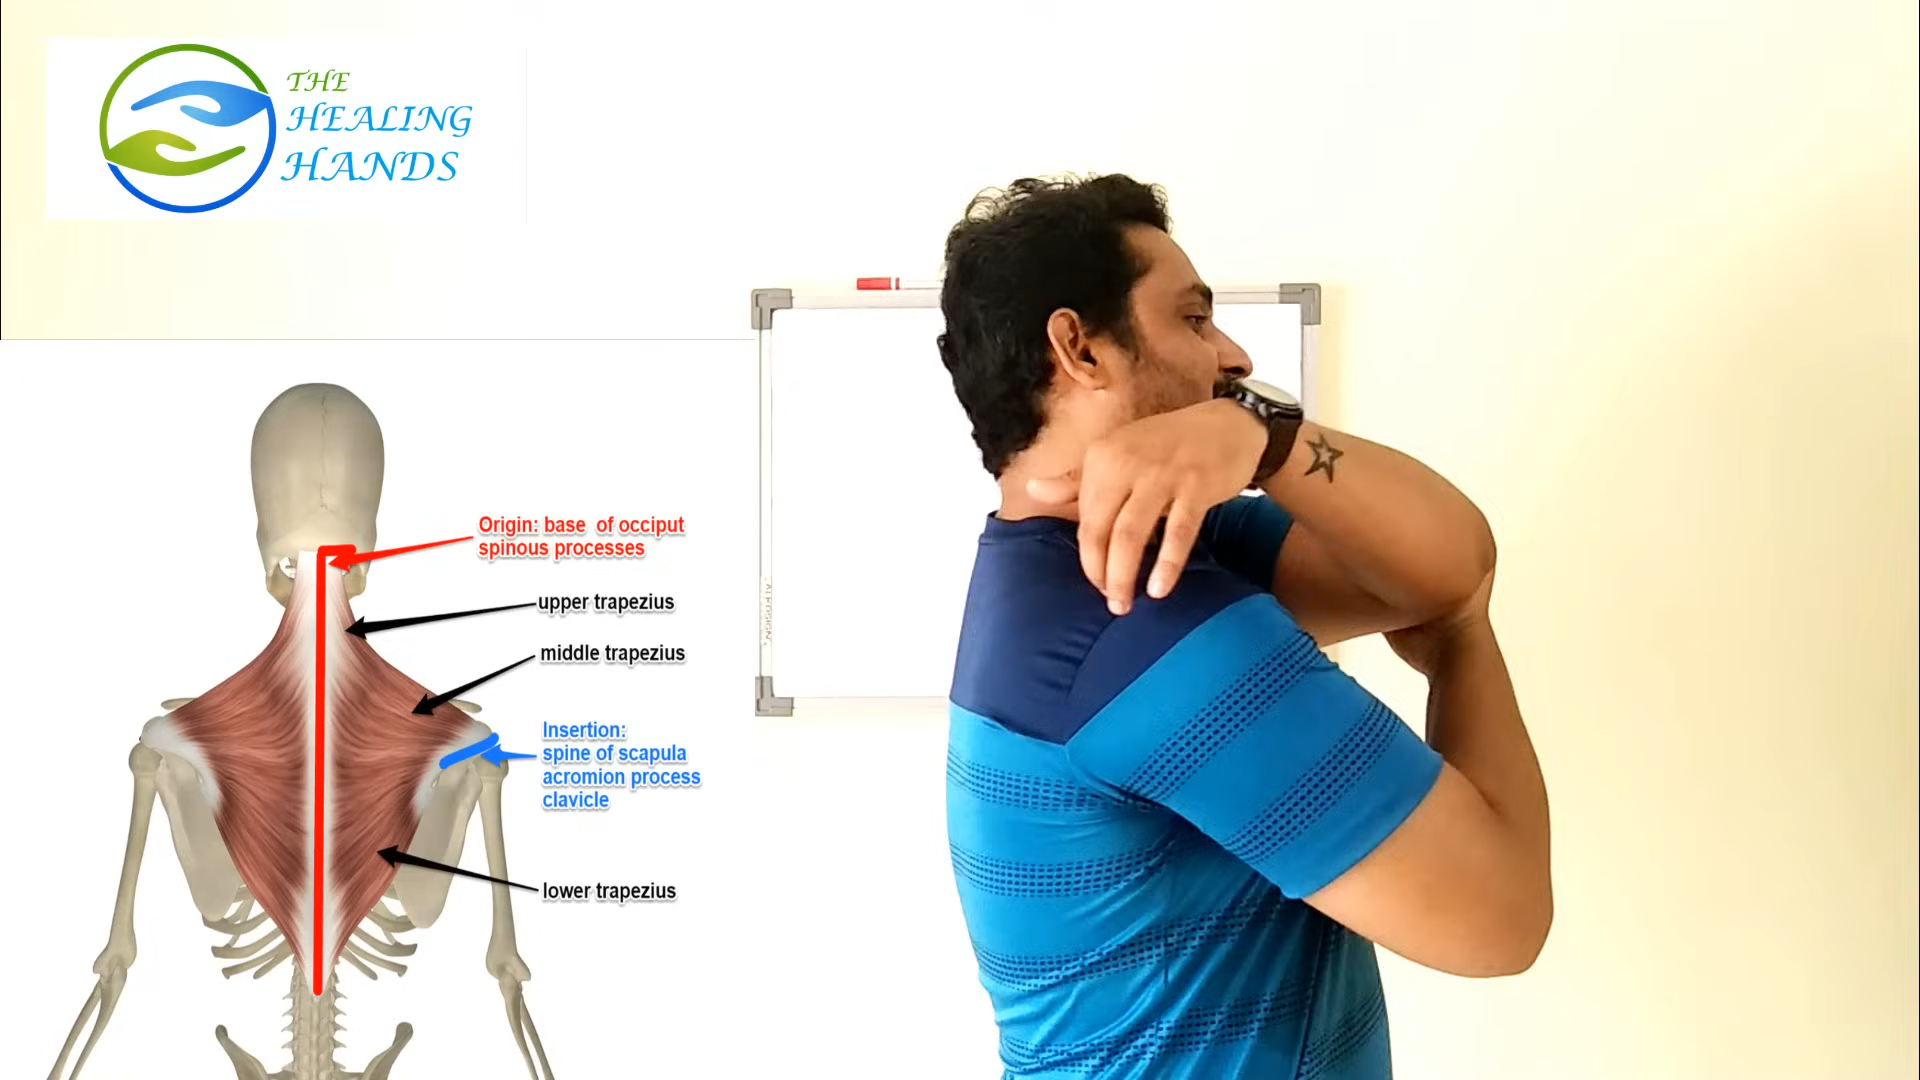 THE
HEALING
HANDS
Origin: base of occiput
spinous processes
upper trapezius
middle trapezius
Insertion:
spine of scapula
acromion process
clavicle
lower trapezius